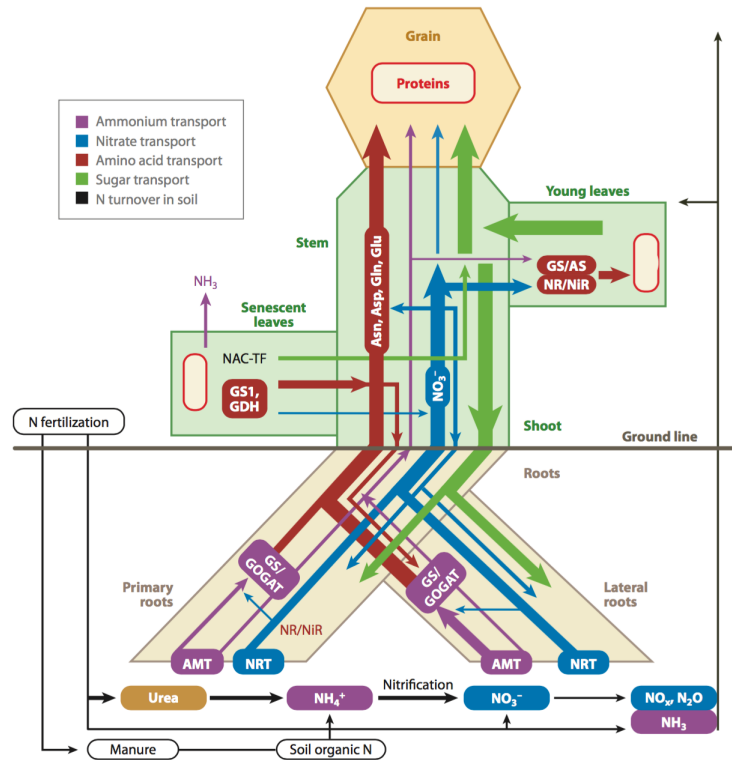 Grain
Proteins
Ammonium transport
Nitrate transport
Amino acid transport
Sugar transport
N turnover in soil
Young leaves
Stem
Asn, Asp, Gln, Glu
GS/AS
NR/NiR
NH₃
Senescent
leaves
NAC-TF
GS1,
GDH
NO₃⁻
N fertilization
Shoot
Ground line
Roots
GS/
GOGAT
GS/
GOGAT
Primary
roots
Lateral
roots
NR/NiR
AMT
NRT
AMT
NRT
Urea
NH₄⁺
Nitrification
NO₃⁻
NOₓ, N₂O
NH₃
Manure
Soil organic N